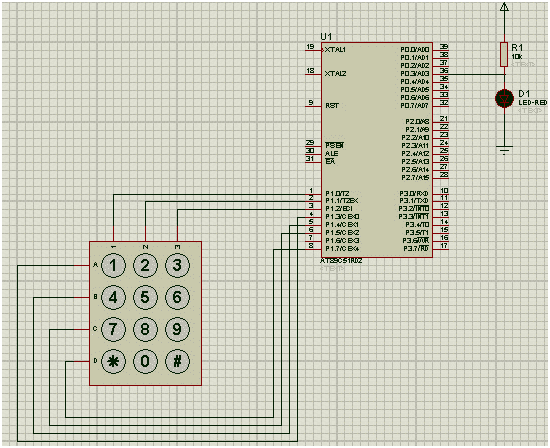 U1
19 XTAL1 P0.0/AD0 39
P0.1/AD1 38
P0.2/AD2 37
18 XTAL2 P0.3/AD3 36
P0.4/AD4 35
P0.5/AD5 34
P0.6/AD6 33
9 RST P0.7/AD7 32
P2.0/A8 21
P2.1/A9 22
P2.2/A10 23
29 PSEN P2.3/A11 24
30 ALE P2.4/A12 25
31 EA P2.5/A13 26
P2.6/A14 27
P2.7/A15 28
1 P1.0/T2 P3.0/RXD 10
2 P1.1/T2EX P3.1/TXD 11
3 P1.2/ECI P3.2/INT0 12
4 P1.3/CEX0 P3.3/INT1 13
5 P1.4/CEX1 P3.4/T0 14
6 P1.5/CEX2 P3.5/T1 15
7 P1.6/CEX3 P3.6/WR 16
8 P1.7/CEX4 P3.7/RD 17
AT89C51RD2
<TEXT>
R1
10k
<TEXT>
D1
LED-RED
<TEXT>
1 2 3
A 1 2 3
B 4 5 6
C 7 8 9
D * 0 #